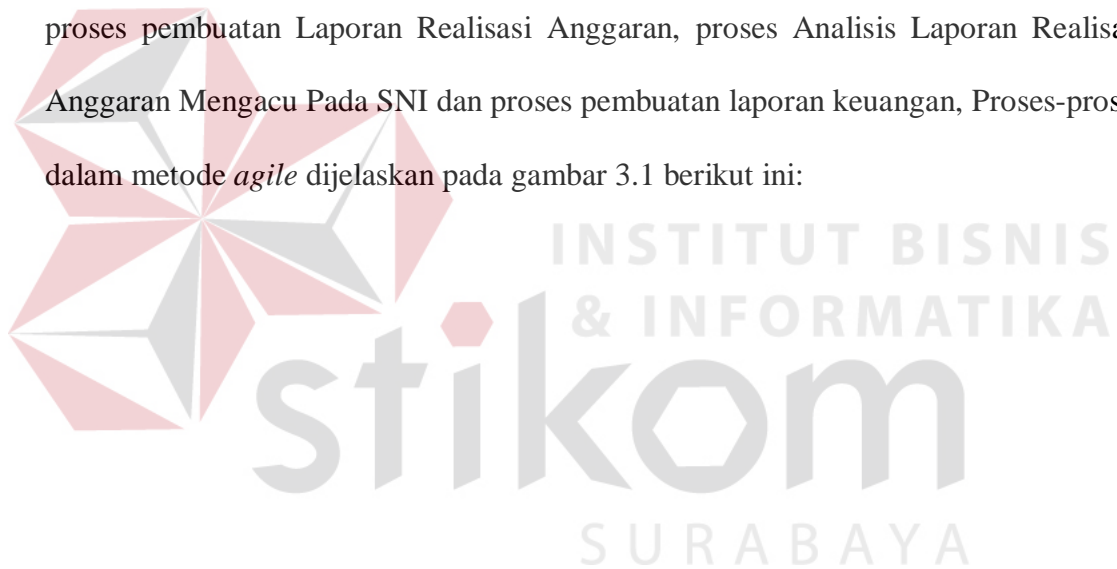 proses pembuatan Laporan Realisasi Anggaran, proses Analisis Laporan Realisa
Anggaran Mengacu Pada SNI dan proses pembuatan laporan keuangan, Proses-pros
dalam metode agile dijelaskan pada gambar 3.1 berikut ini:
INSTITUT BISNIS
& INFORMATIKA
stikom
SURABAYA